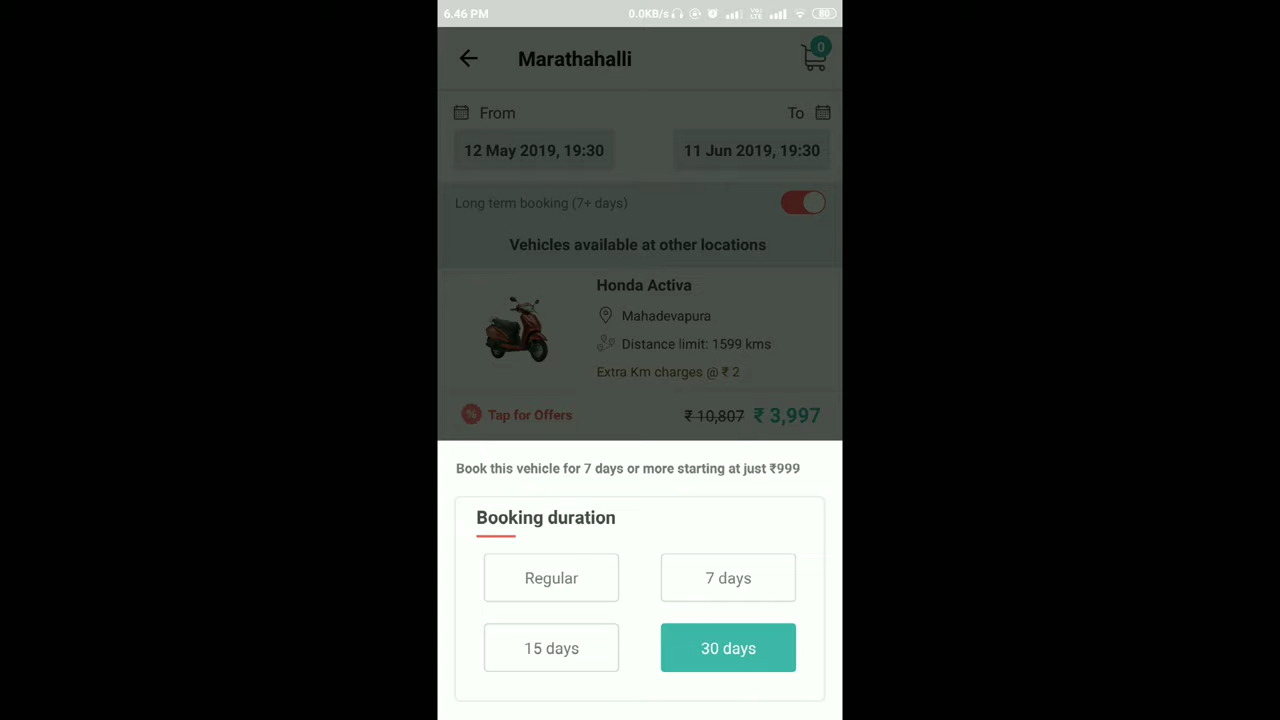 6.46 PM 0.0KB/s VoLTE 80
Marathahalli 0
From To
12 May 2019, 19:30 11 Jun 2019, 19:30
Long term booking (7+ days)
Vehicles available at other locations
Honda Activa
Mahadevapura
Distance limit: 1599 kms
Extra Km charges @ ₹ 2
% Tap for Offers ₹ 10,807 ₹ 3,997
Book this vehicle for 7 days or more starting at just ₹999
Booking duration
Regular 7 days
15 days 30 days